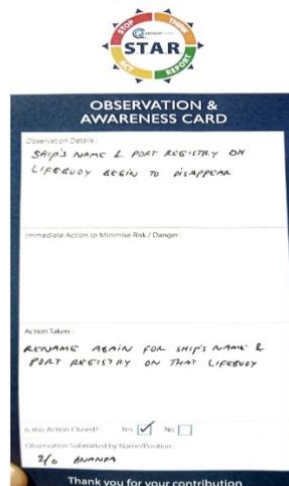 STOP
THINK
STAR
ACT
REPORT
OBSERVATION &
AWARENESS CARD
Observation Details :
SHIP'S NAME & PORT REGISTRY ON
LIFEBUOY BEGIN TO DISAPPEAR
Immediate Action to Minimise Risk / Danger :
Action Taken :
RENAME AGAIN FOR SHIP'S NAME &
PORT REGISTRY ON THAT LIFEBUOY
Is this Action Closed? Yes ✓ No
Observation Submitted by Name/Position:
2/O ANANDA
Thank you for your contribution